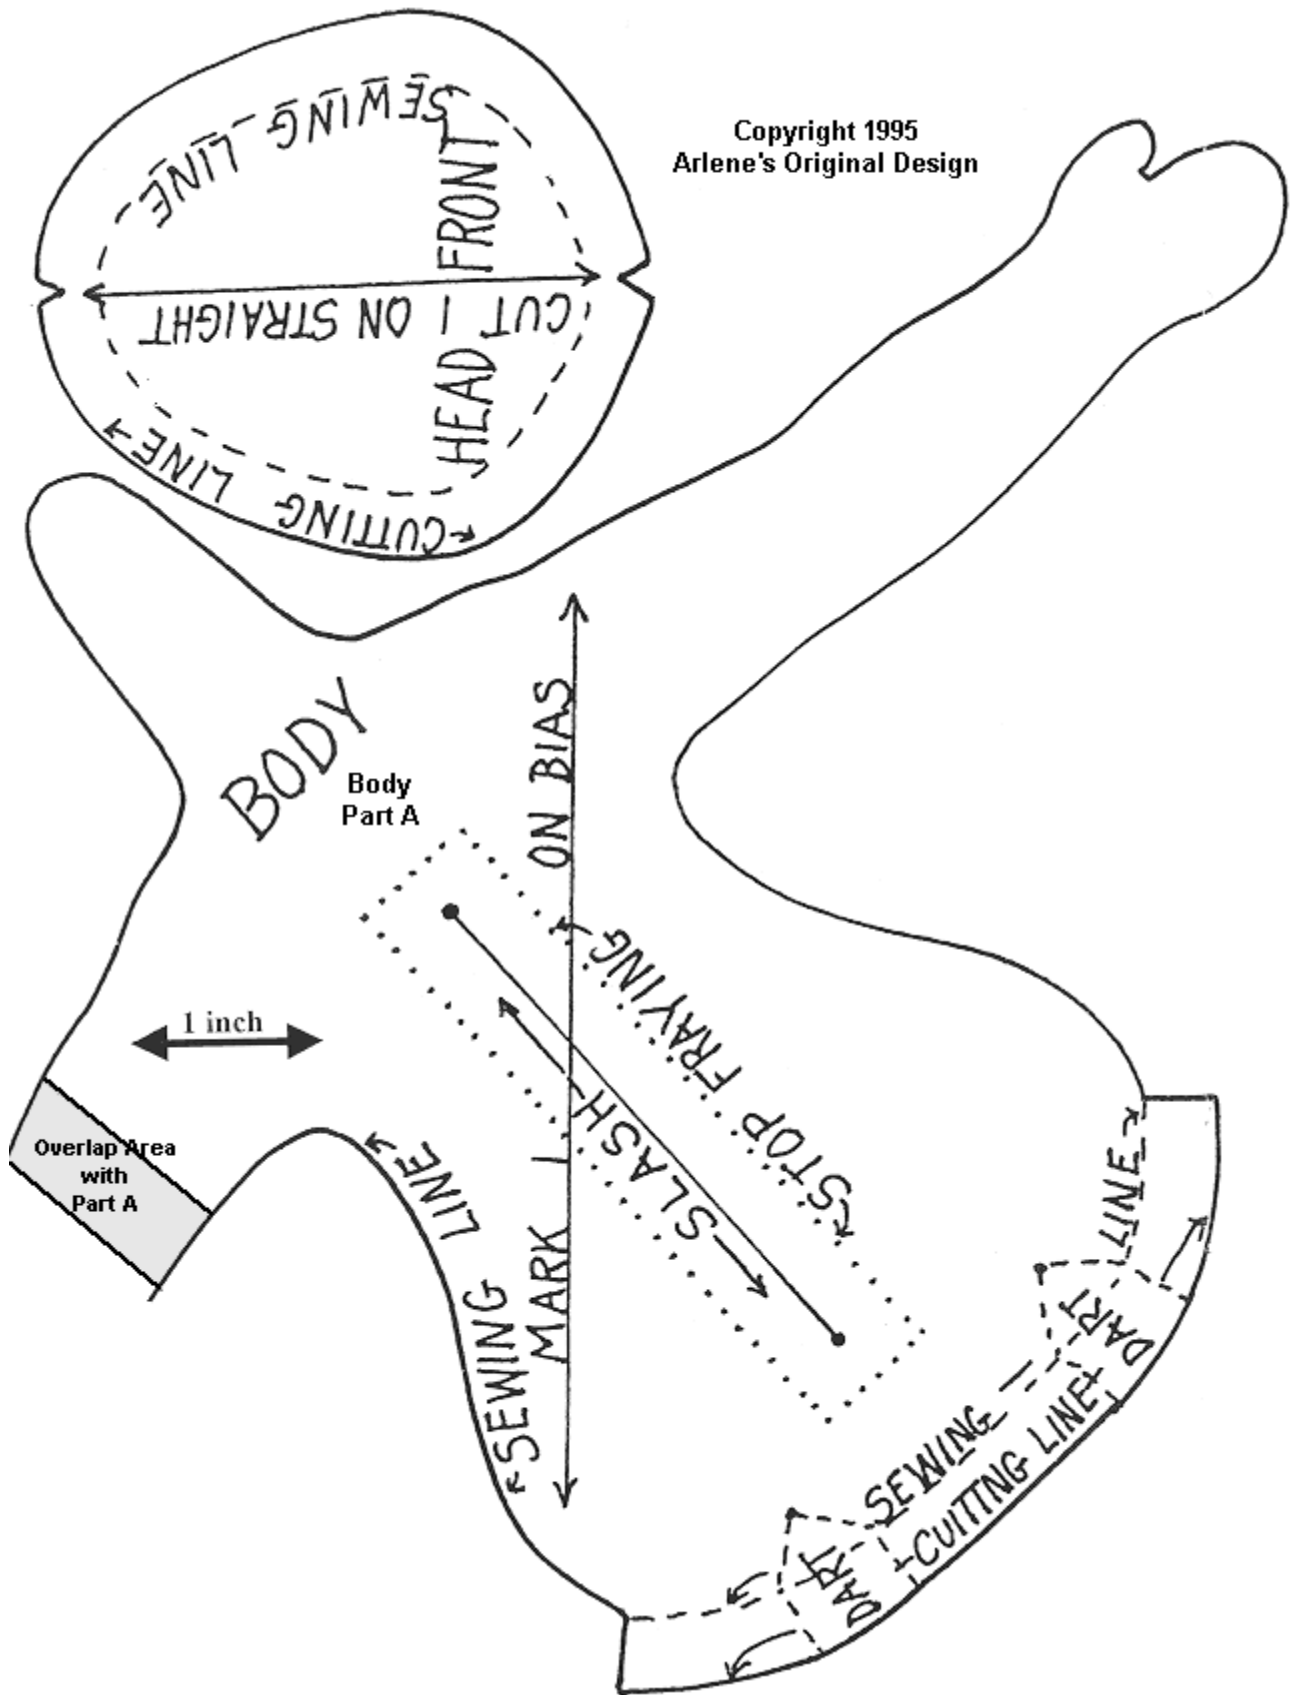 Copyright 1995
Arlene's Original Design
SEWING LINE
HEAD FRONT
CUT 1 ON STRAIGHT
CUTTING LINE
BODY
Body
Part A
MARK 1 ON BIAS
STOP FRAYING
SLASH
1 inch
Overlap Area
with
Part A
SEWING LINE
SEWING LINE
DART
DART
CUTTING LINE
DART
DART